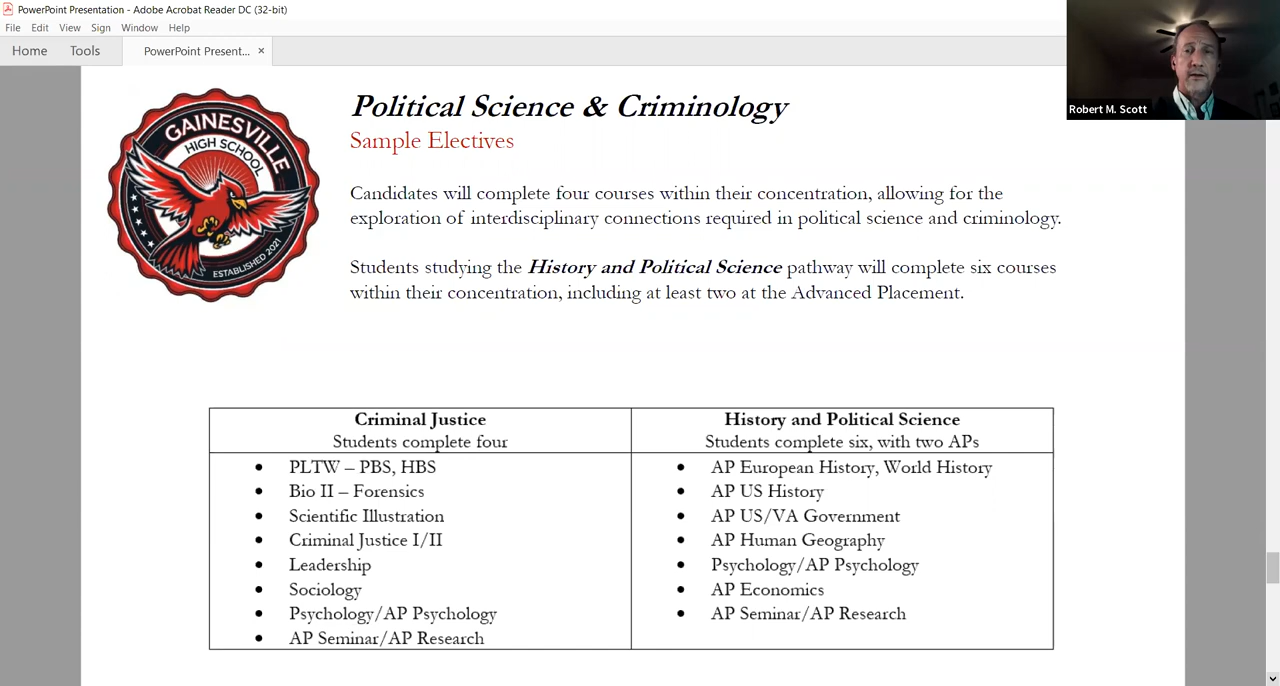 PowerPoint Presentation - Adobe Acrobat Reader DC (32-bit)
File Edit View Sign Window Help
Home Tools PowerPoint Present... ×
Robert M. Scott
GAINESVILLE
HIGH SCHOOL
ESTABLISHED 2021
Political Science & Criminology
Sample Electives
Candidates will complete four courses within their concentration, allowing for the
exploration of interdisciplinary connections required in political science and criminology.
Students studying the History and Political Science pathway will complete six courses
within their concentration, including at least two at the Advanced Placement.
Criminal Justice
Students complete four
• PLTW – PBS, HBS
• Bio II – Forensics
• Scientific Illustration
• Criminal Justice I/II
• Leadership
• Sociology
• Psychology/AP Psychology
• AP Seminar/AP Research
History and Political Science
Students complete six, with two APs
• AP European History, World History
• AP US History
• AP US/VA Government
• AP Human Geography
• Psychology/AP Psychology
• AP Economics
• AP Seminar/AP Research